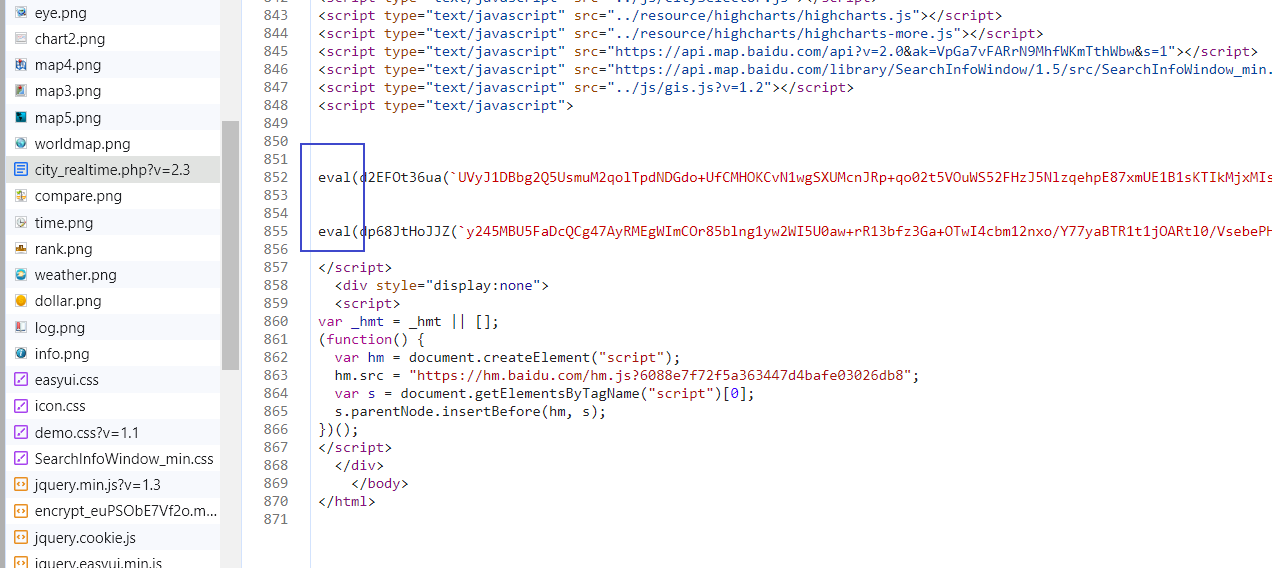 eye.png
chart2.png
map4.png
map3.png
map5.png
worldmap.png
city_realtime.php?v=2.3
compare.png
time.png
rank.png
weather.png
dollar.png
log.png
info.png
easyui.css
icon.css
demo.css?v=1.1
SearchInfoWindow_min.css
jquery.min.js?v=1.3
encrypt_euPSObE7Vf2o.m...
jquery.cookie.js
jquery.easyui.min.js
843 <script type="text/javascript" src="../resource/highcharts/highcharts.js"></script>
844 <script type="text/javascript" src="../resource/highcharts/highcharts-more.js"></script>
845 <script type="text/javascript" src="https://api.map.baidu.com/api?v=2.0&ak=VpGa7vFARrN9MhfWKmTthWbw&s=1"></script>
846 <script type="text/javascript" src="https://api.map.baidu.com/library/SearchInfoWindow/1.5/src/SearchInfoWindow_min.
847 <script type="text/javascript" src="../js/gis.js?v=1.2"></script>
848 <script type="text/javascript">
849
850
851
852 eval(d2EFOt36ua(`UVyJ1DBbg2Q5UsmuM2qolTpdNDGdo+UfCMHOKCvN1wgSXUMcnJRp+qo02t5VOuWS52FHzJ5NlzqehpE87xmUE1B1sKTIkMjxMIs
853
854
855 eval(dp68JtHoJJZ(`y245MBU5FaDcQCg47AyRMEgWImCOr85blng1yw2WI5U0aw+rR13bfz3Ga+OTwI4cbm12nxo/Y77yaBTR1t1jOARtl0/VsebePH
856
857 </script>
858 <div style="display:none">
859 <script>
860 var _hmt = _hmt || [];
861 (function() {
862 var hm = document.createElement("script");
863 hm.src = "https://hm.baidu.com/hm.js?6088e7f72f5a363447d4bafe03026db8";
864 var s = document.getElementsByTagName("script")[0];
865 s.parentNode.insertBefore(hm, s);
866 })();
867 </script>
868 </div>
869 </body>
870 </html>
871